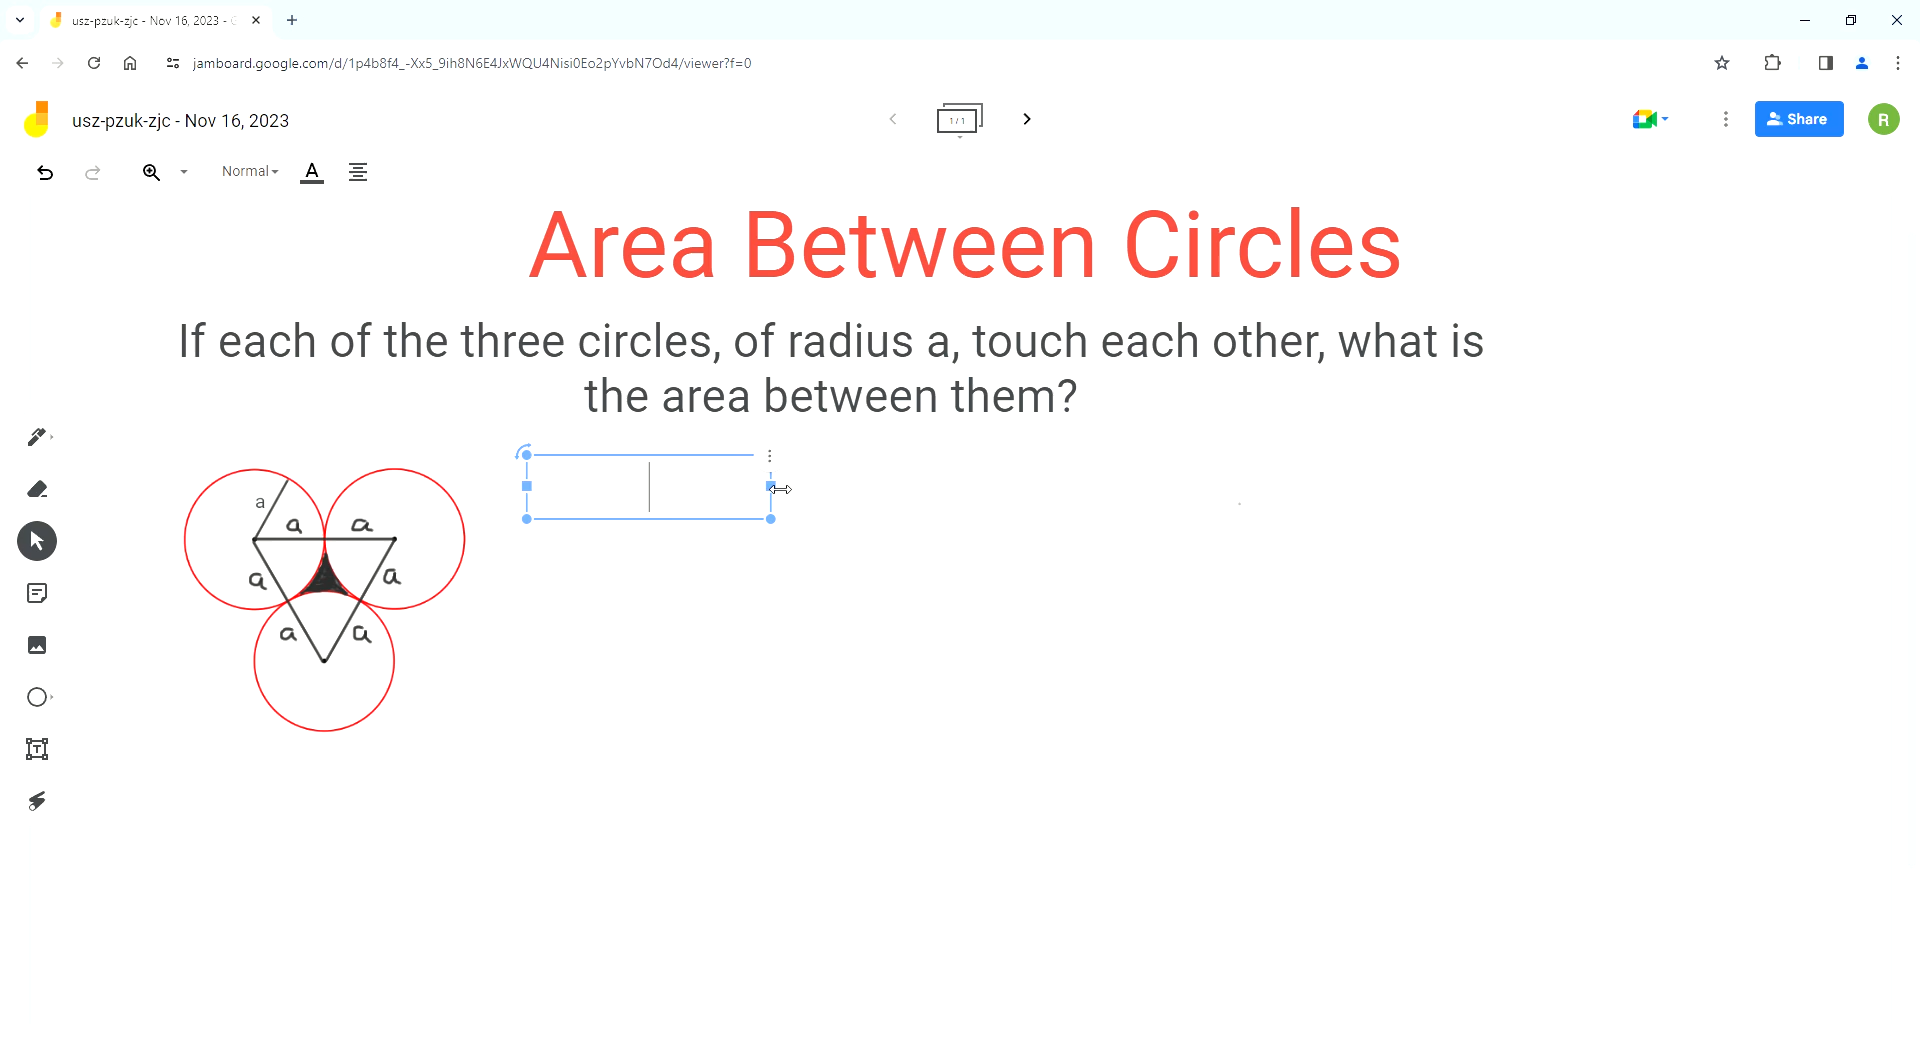 usz-pzuk-zjc - Nov 16, 2023 - G
jamboard.google.com/d/1p4b8f4_-Xx5_9ih8N6E4JxWQU4Nisi0Eo2pYvbN7Od4/viewer?f=0
usz-pzuk-zjc - Nov 16, 2023
1 / 1
Share
R
Normal
A
Area Between Circles
If each of the three circles, of radius a, touch each other, what is
the area between them?
a
a a
a a
a a
T